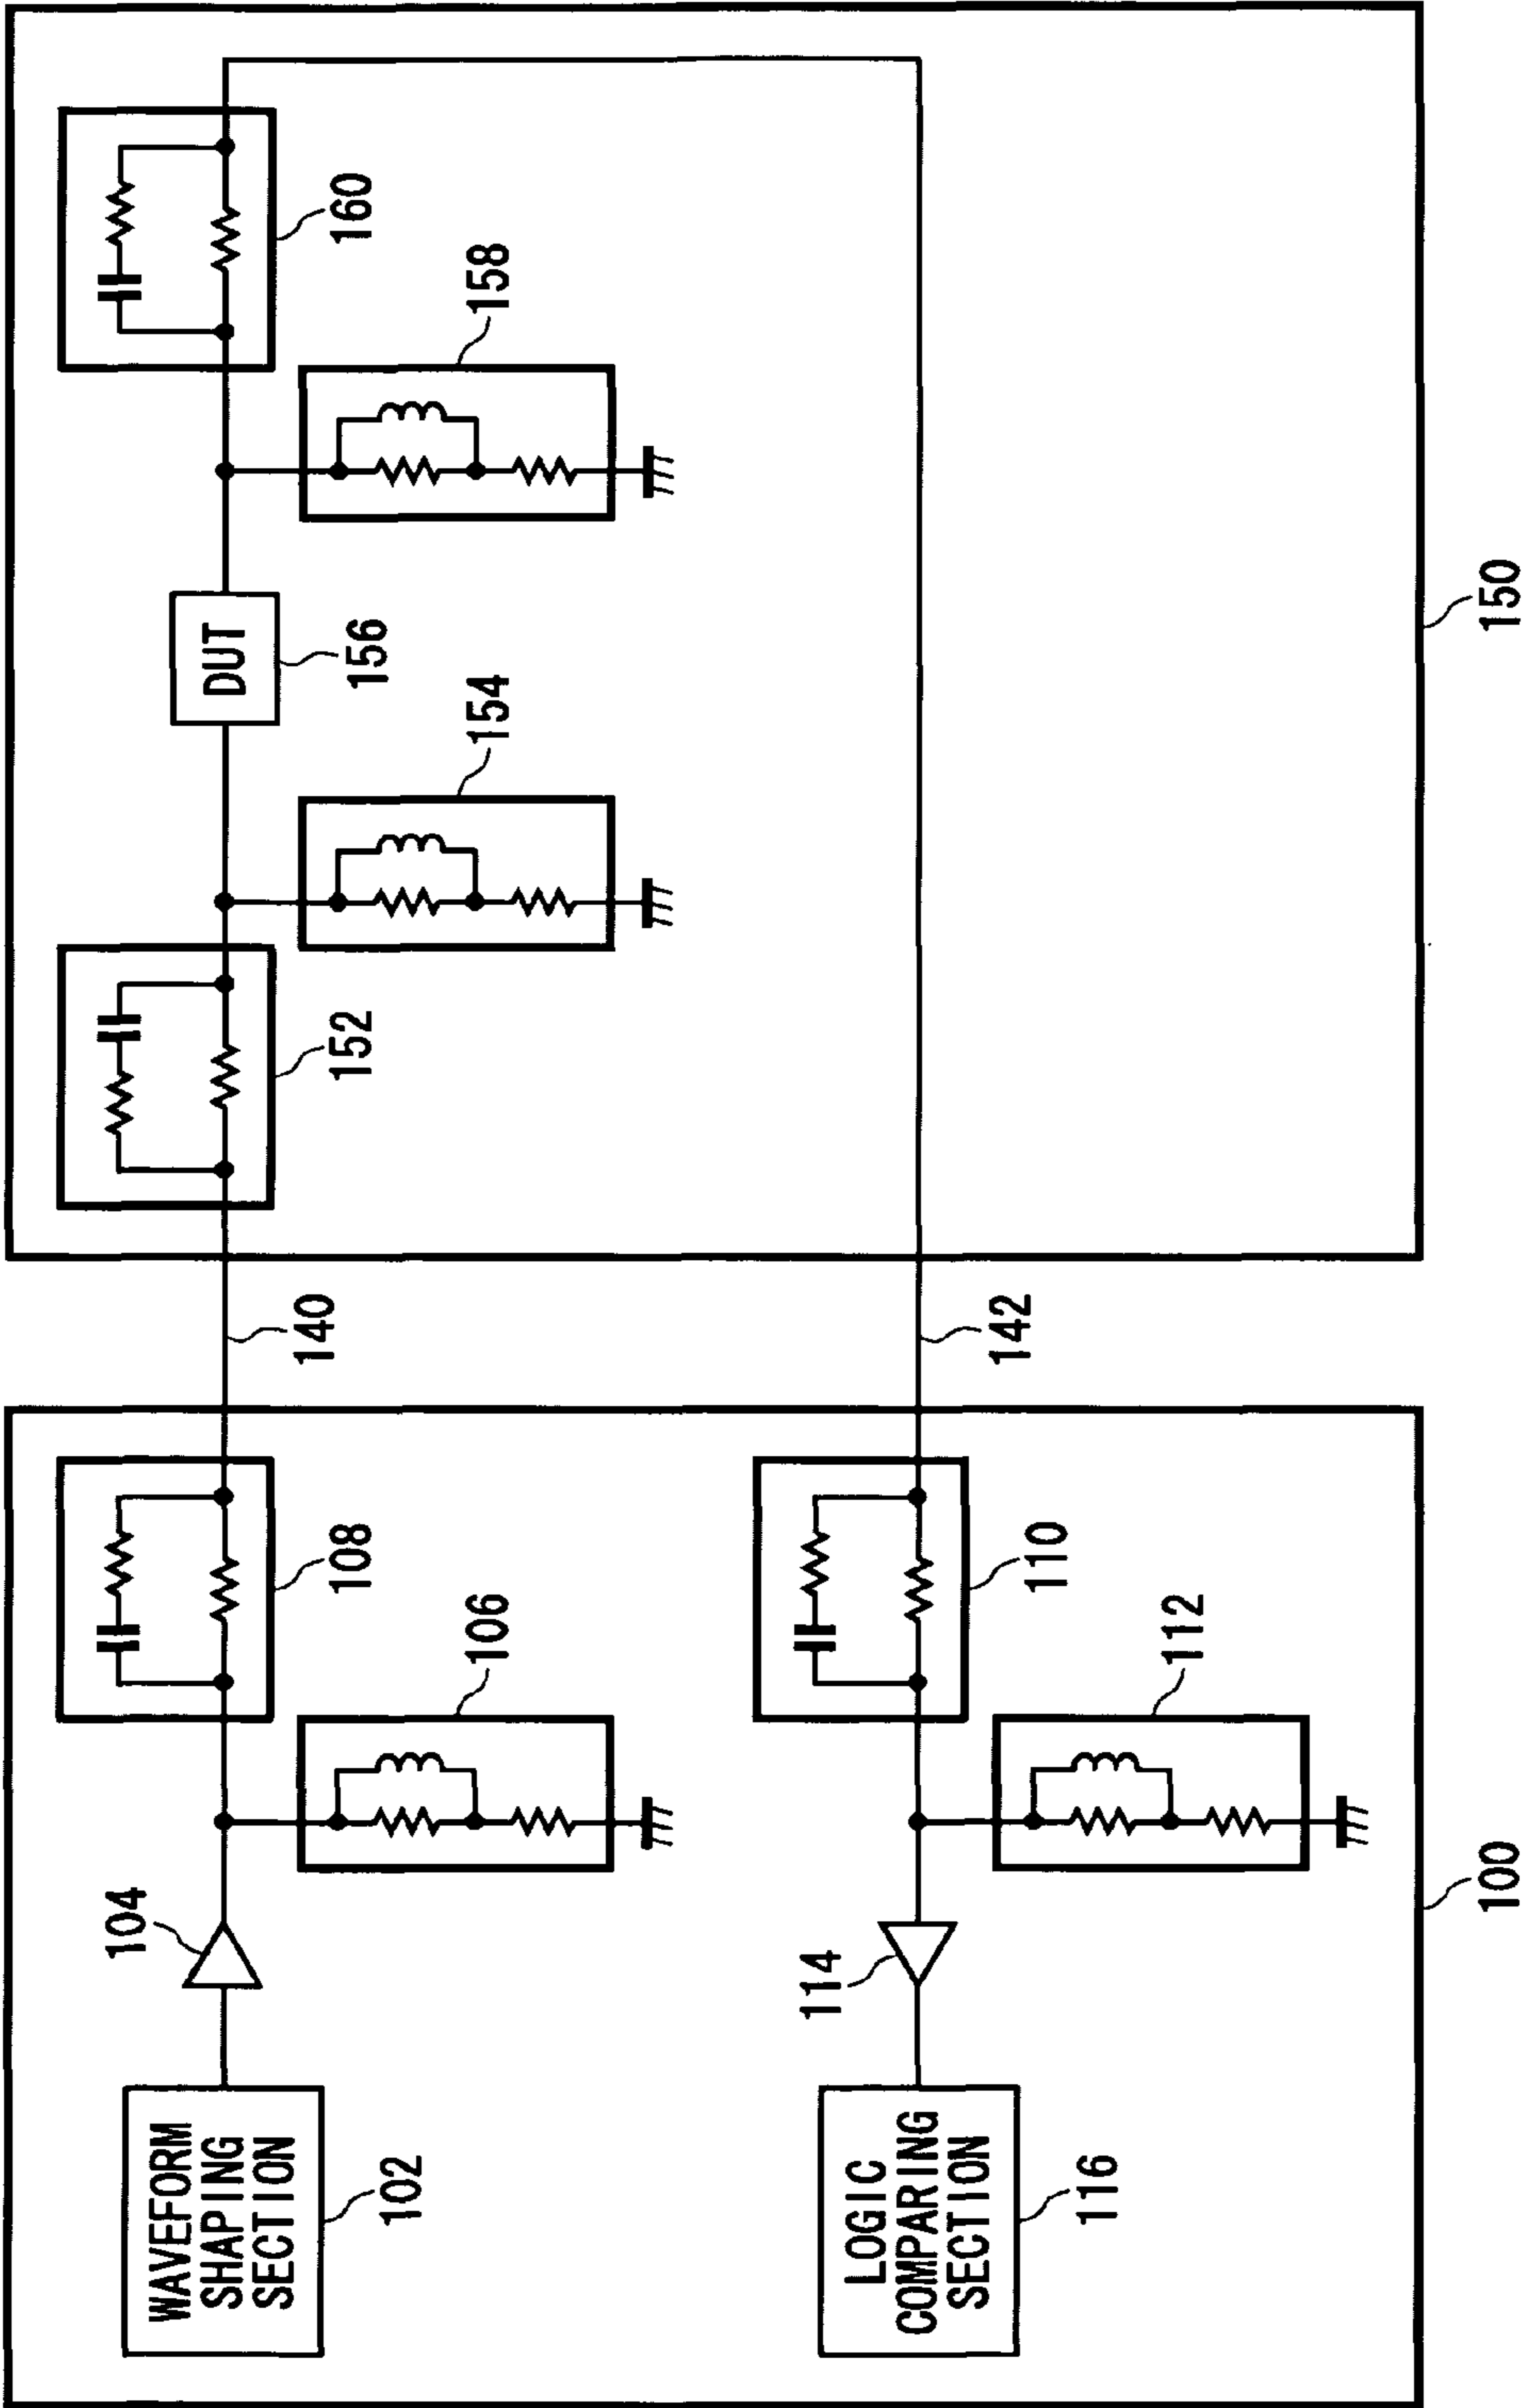 WAVEFORM
SHAPING
SECTION
102
104
106
108
140
152
154
DUT
156
158
160
LOGIC
COMPARING
SECTION
116
114
112
110
142
100
150